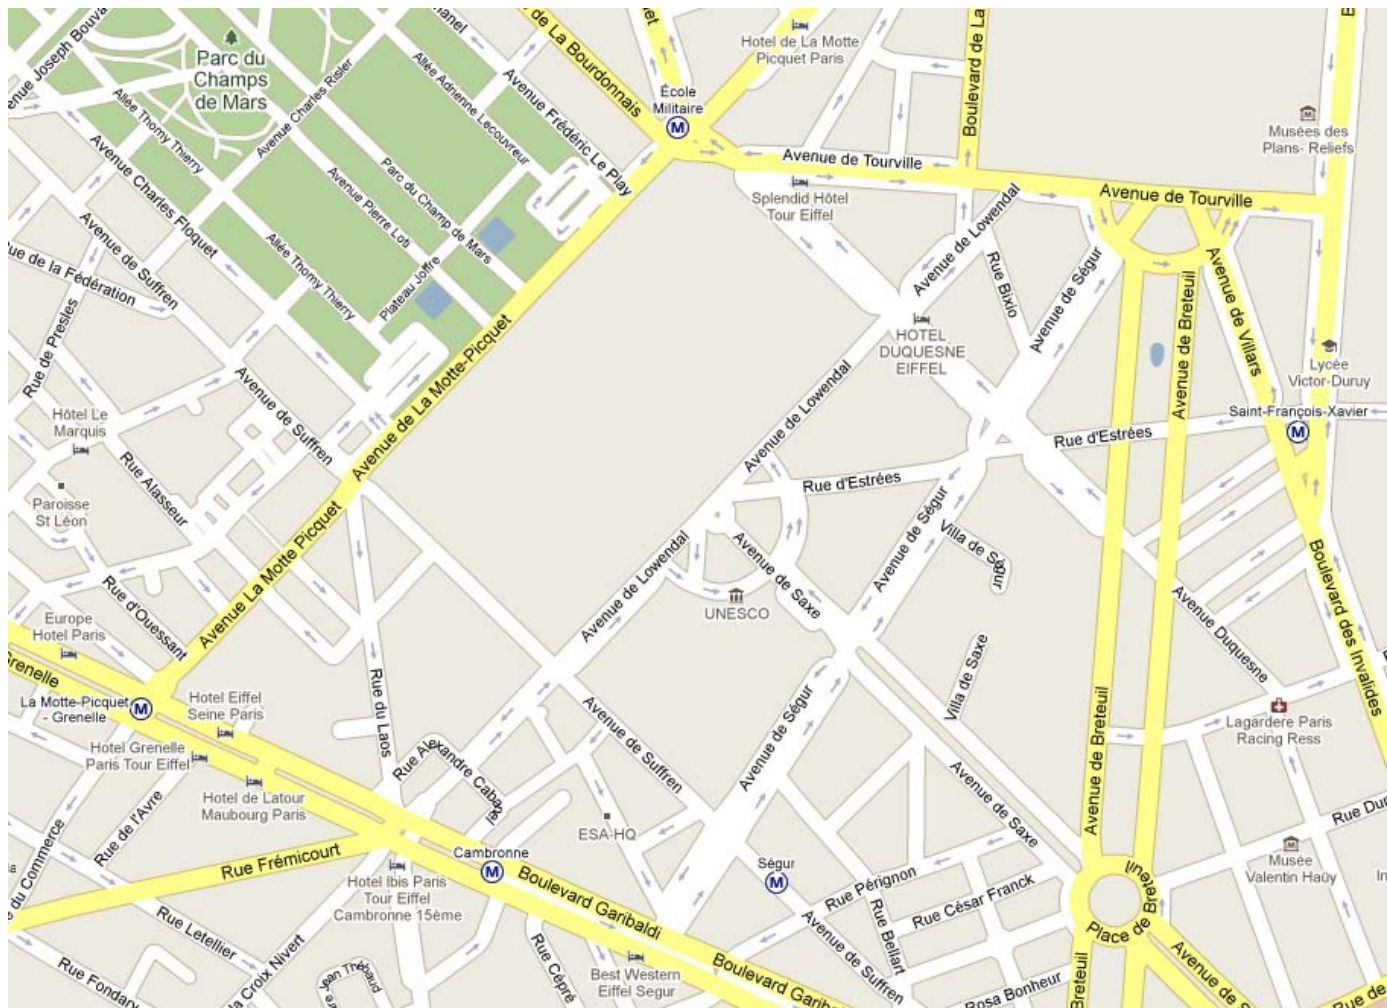 Avenue Joseph Bouva
Parc du
Champs
de Mars
Allée Thomy Thierry
Avenue Charles Risler
Allée Adrienne Lecouvreur
Avenue Frédéric Le Play
de La Bourdonnais
École
Militaire
M
Hotel de La Motte
Picquet Paris
Boulevard de La
Musées des
Plans- Reliefs
Avenue de Tourville
Avenue de Tourville
Splendid Hôtel
Tour Eiffel
Avenue Charles Floquet
Avenue Pierre Loti
Parc du Champ de Mars
Allée Thomy Thierry
Plateau Joffre
Avenue de Suffren
Rue de la Fédération
Rue de Presles
Avenue de Lowendal
Rue Bixio
Avenue de Ségur
Avenue de Breteuil
Avenue de Villars
HOTEL
DUQUESNE
EIFFEL
Lycée
Victor-Duruy
Saint-François-Xavier
M
Avenue de La Motte-Picquet
Avenue de Suffren
Hôtel Le
Marquis
Rue Alasseur
Paroisse
St Léon
Avenue de Lowendal
Rue d'Estrées
Rue d'Estrées
Avenue de Ségur
Villa de Ségur
Avenue de Lowendal
Avenue de Saxe
UNESCO
Avenue La Motte Picquet
Rue d'Ouessant
Europe
Hotel Paris
Grenelle
La Motte-Picquet
- Grenelle
M
Hotel Eiffel
Seine Paris
Hotel Grenelle
Paris Tour Eiffel
Hotel de Latour
Maubourg Paris
Rue du Laos
Rue Alexandre Cabanel
Avenue de Suffren
Avenue de Ségur
Villa de Saxe
Avenue Duquesne
Boulevard des Invalides
Lagardere Paris
Racing Ress
Avenue de Breteuil
Avenue de Saxe
ESA-HQ
Rue de l'Avre
du Commerce
Rue Frémicourt
Cambronne
M
Boulevard Garibaldi
Hotel Ibis Paris
Tour Eiffel
Cambronne 15ème
Ségur
M
Rue Pérignon
Rue César Franck
Rue Bellart
Avenue de Suffren
Place de Breteuil
Musée
Valentin Haüy
Rue Letellier
Rue Fondary
la Croix Nivert
Rue Cépré
Best Western
Eiffel Segur
Boulevard Garib
Rosa Bonheur
Breteuil
Avenue de S
Rue de